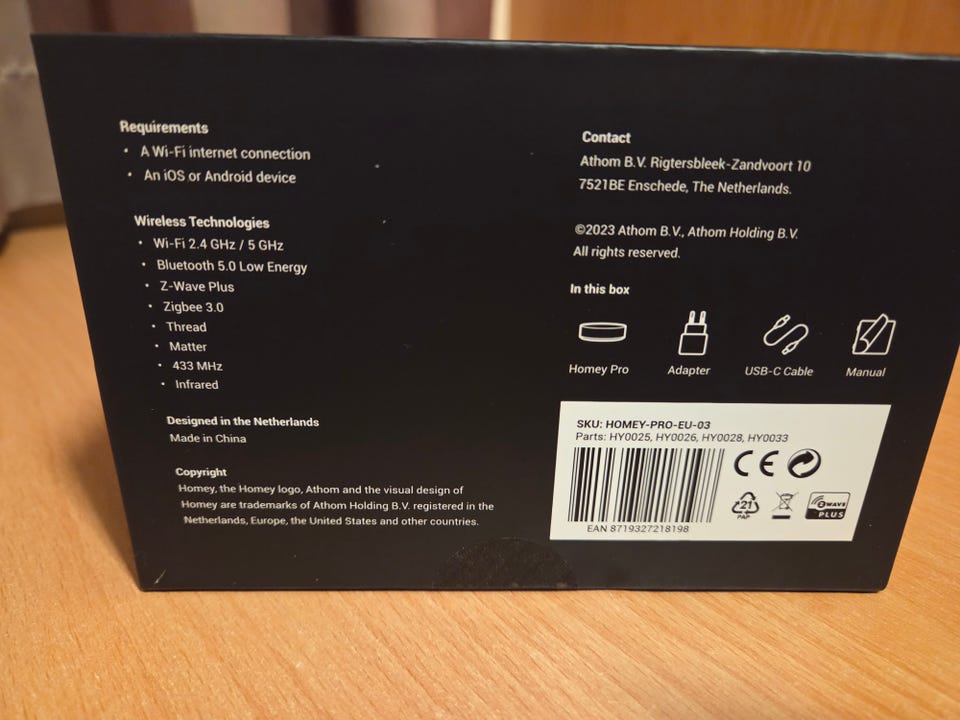 Requirements
• A Wi-Fi internet connection
• An iOS or Android device
Wireless Technologies
• Wi-Fi 2.4 GHz / 5 GHz
• Bluetooth 5.0 Low Energy
• Z-Wave Plus
• Zigbee 3.0
• Thread
• Matter
• 433 MHz
• Infrared
Designed in the Netherlands
Made in China
Copyright
Homey, the Homey logo, Athom and the visual design of
Homey are trademarks of Athom Holding B.V. registered in the
Netherlands, Europe, the United States and other countries.
Contact
Athom B.V. Rigtersbleek-Zandvoort 10
7521BE Enschede, The Netherlands.
©2023 Athom B.V., Athom Holding B.V.
All rights reserved.
In this box
Homey Pro
Adapter
USB-C Cable
Manual
SKU: HOMEY-PRO-EU-03
Parts: HY0025, HY0026, HY0028, HY0033
CE
21
PAP
Z WAVE
PLUS
EAN 8719327218198